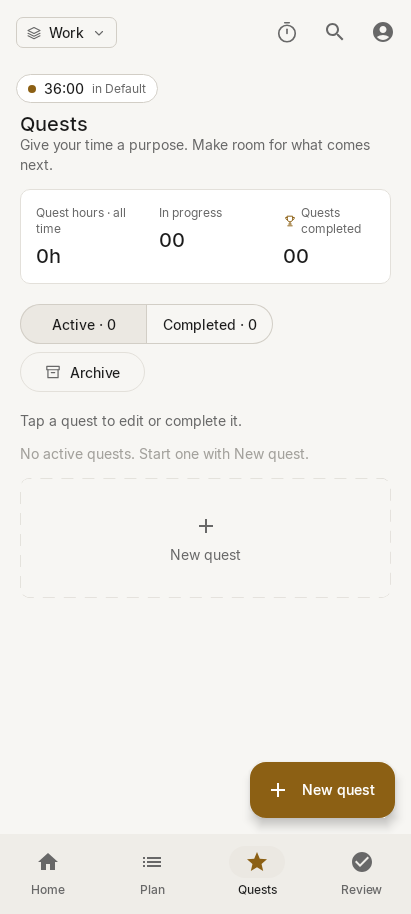 Work
36:00 in Default
Quests
Give your time a purpose. Make room for what comes
next.
Quest hours · all
time
0h
In progress
00
Quests
completed
00
Active · 0
Completed · 0
Archive
Tap a quest to edit or complete it.
No active quests. Start one with New quest.
New quest
New quest
Home
Plan
Quests
Review